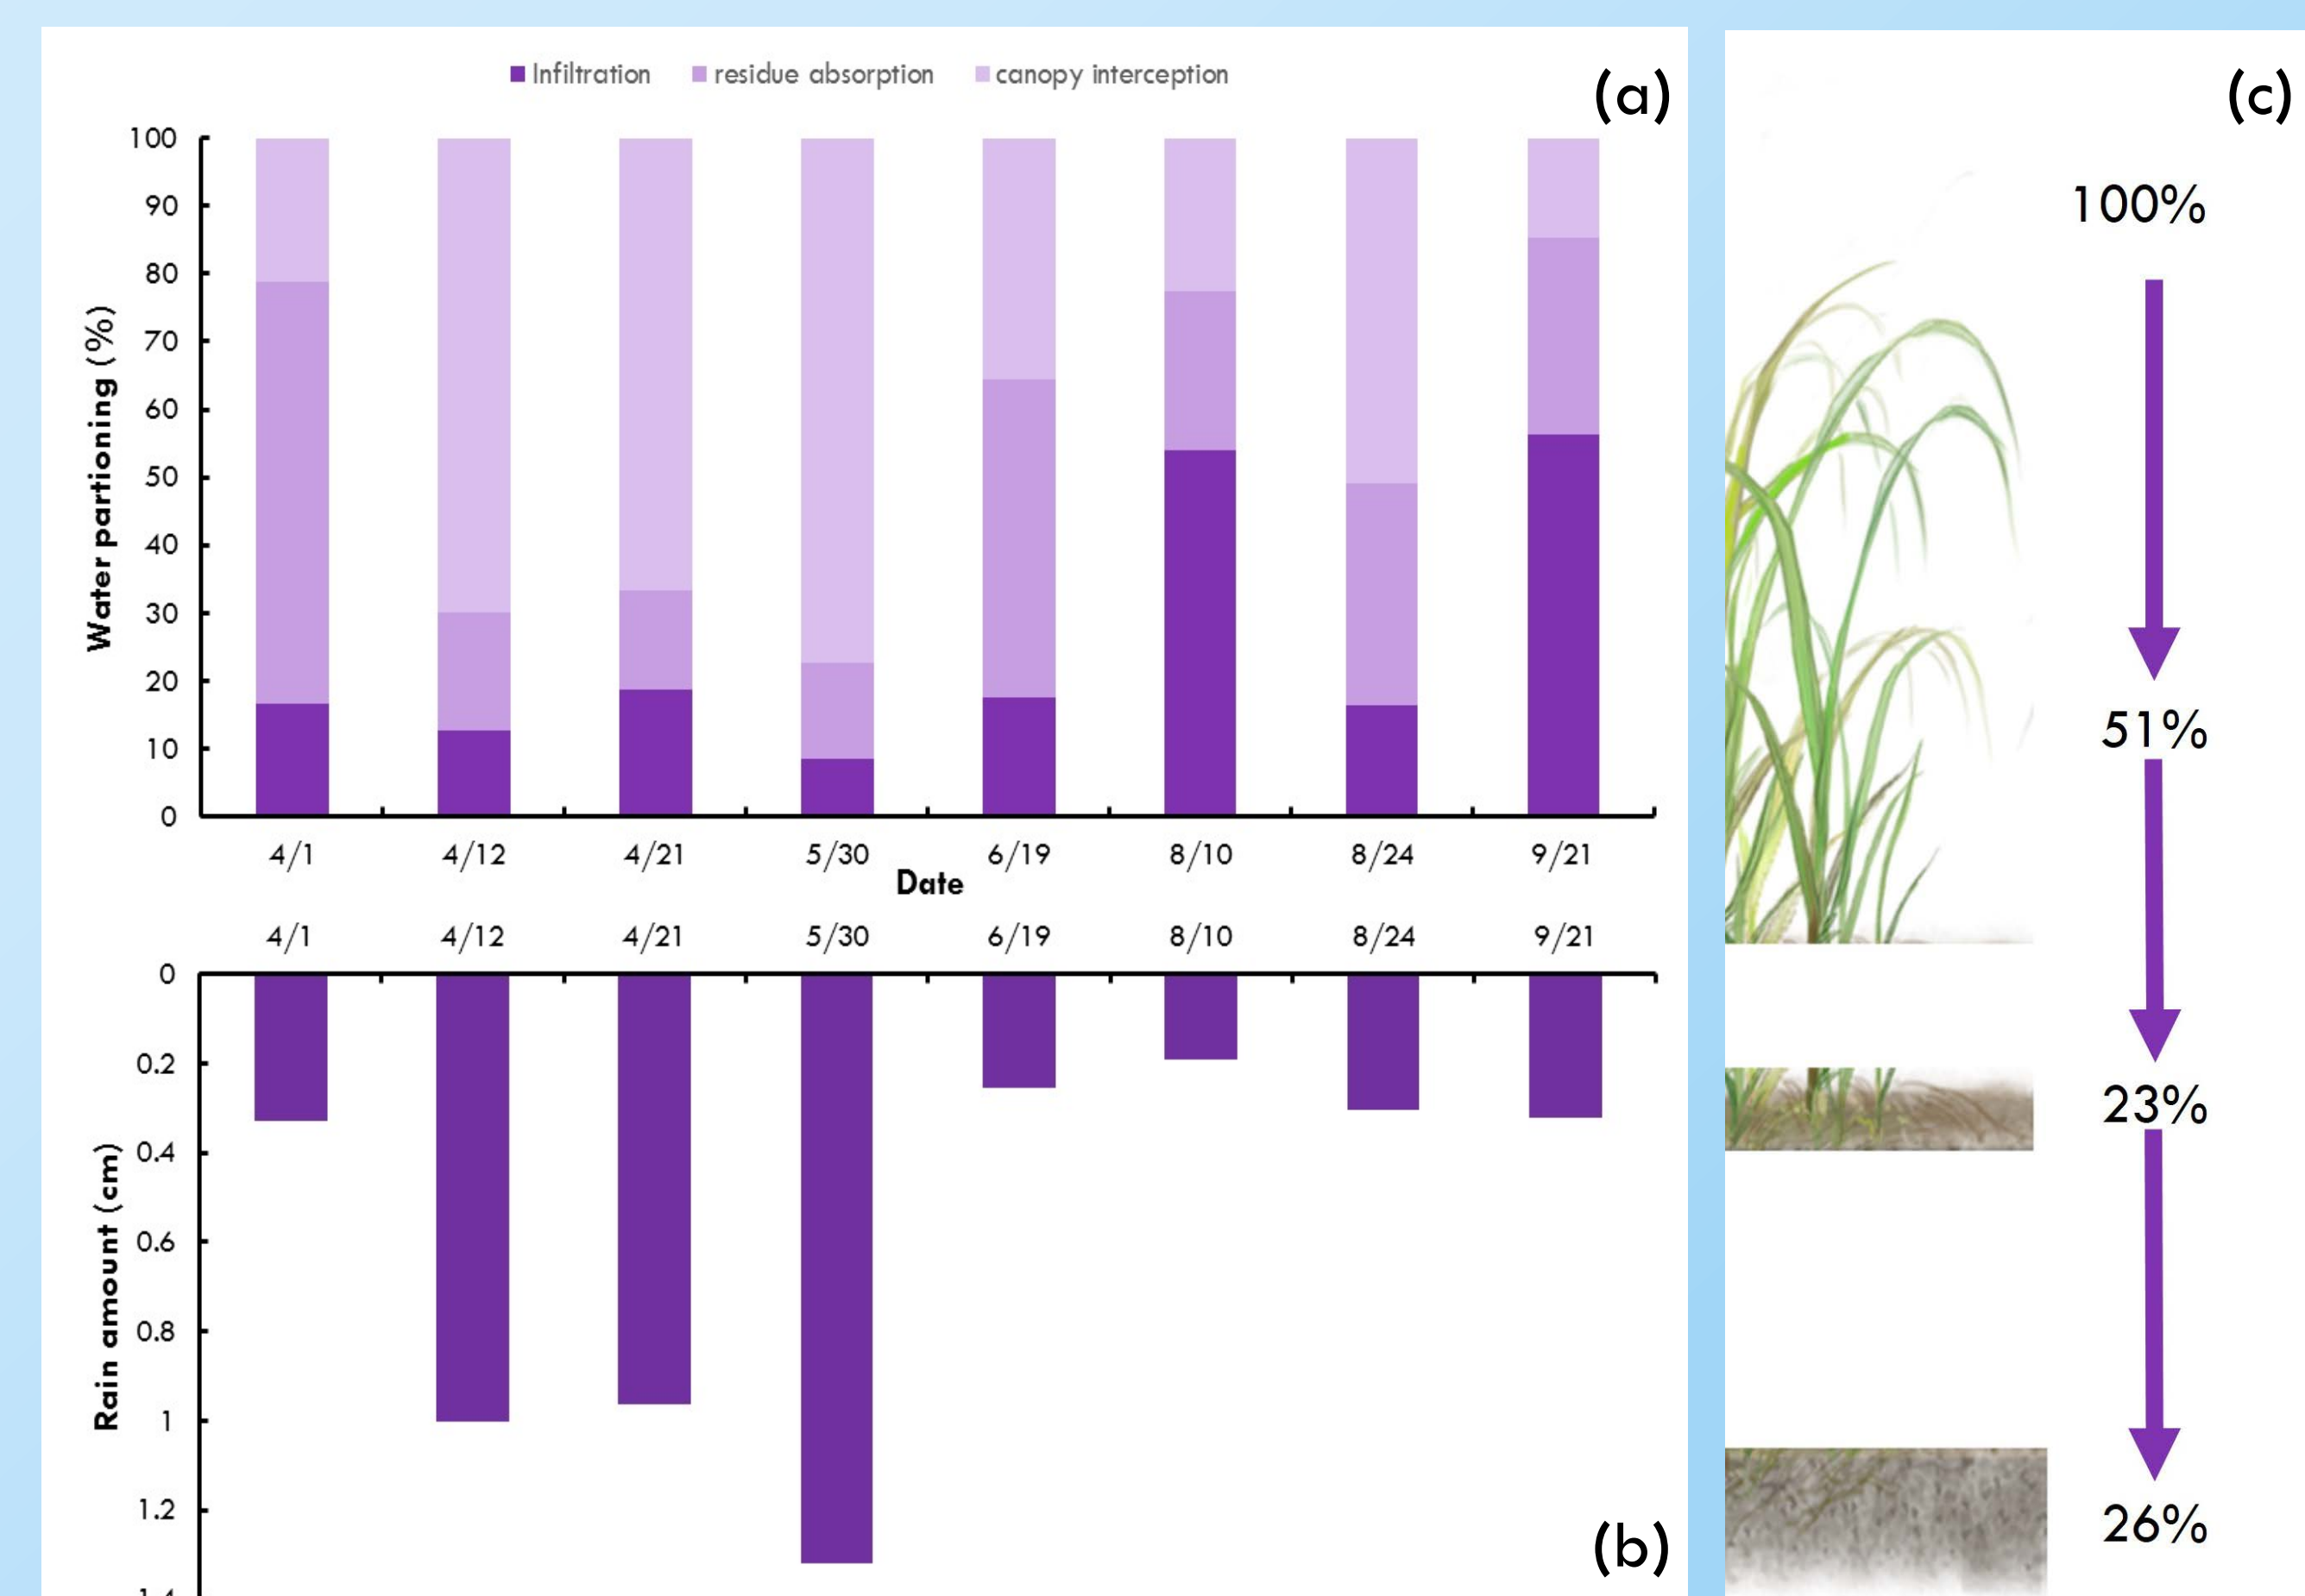 Infiltration residue absorption canopy interception
(a)
100
90
80
70
60
50
40
30
20
10
0
Water partioning (%)
4/1 4/12 4/21 5/30 6/19 8/10 8/24 9/21
Date
4/1 4/12 4/21 5/30 6/19 8/10 8/24 9/21
0
0.2
0.4
0.6
0.8
1
1.2
1.4
Rain amount (cm)
(b)
(c)
100%
51%
23%
26%